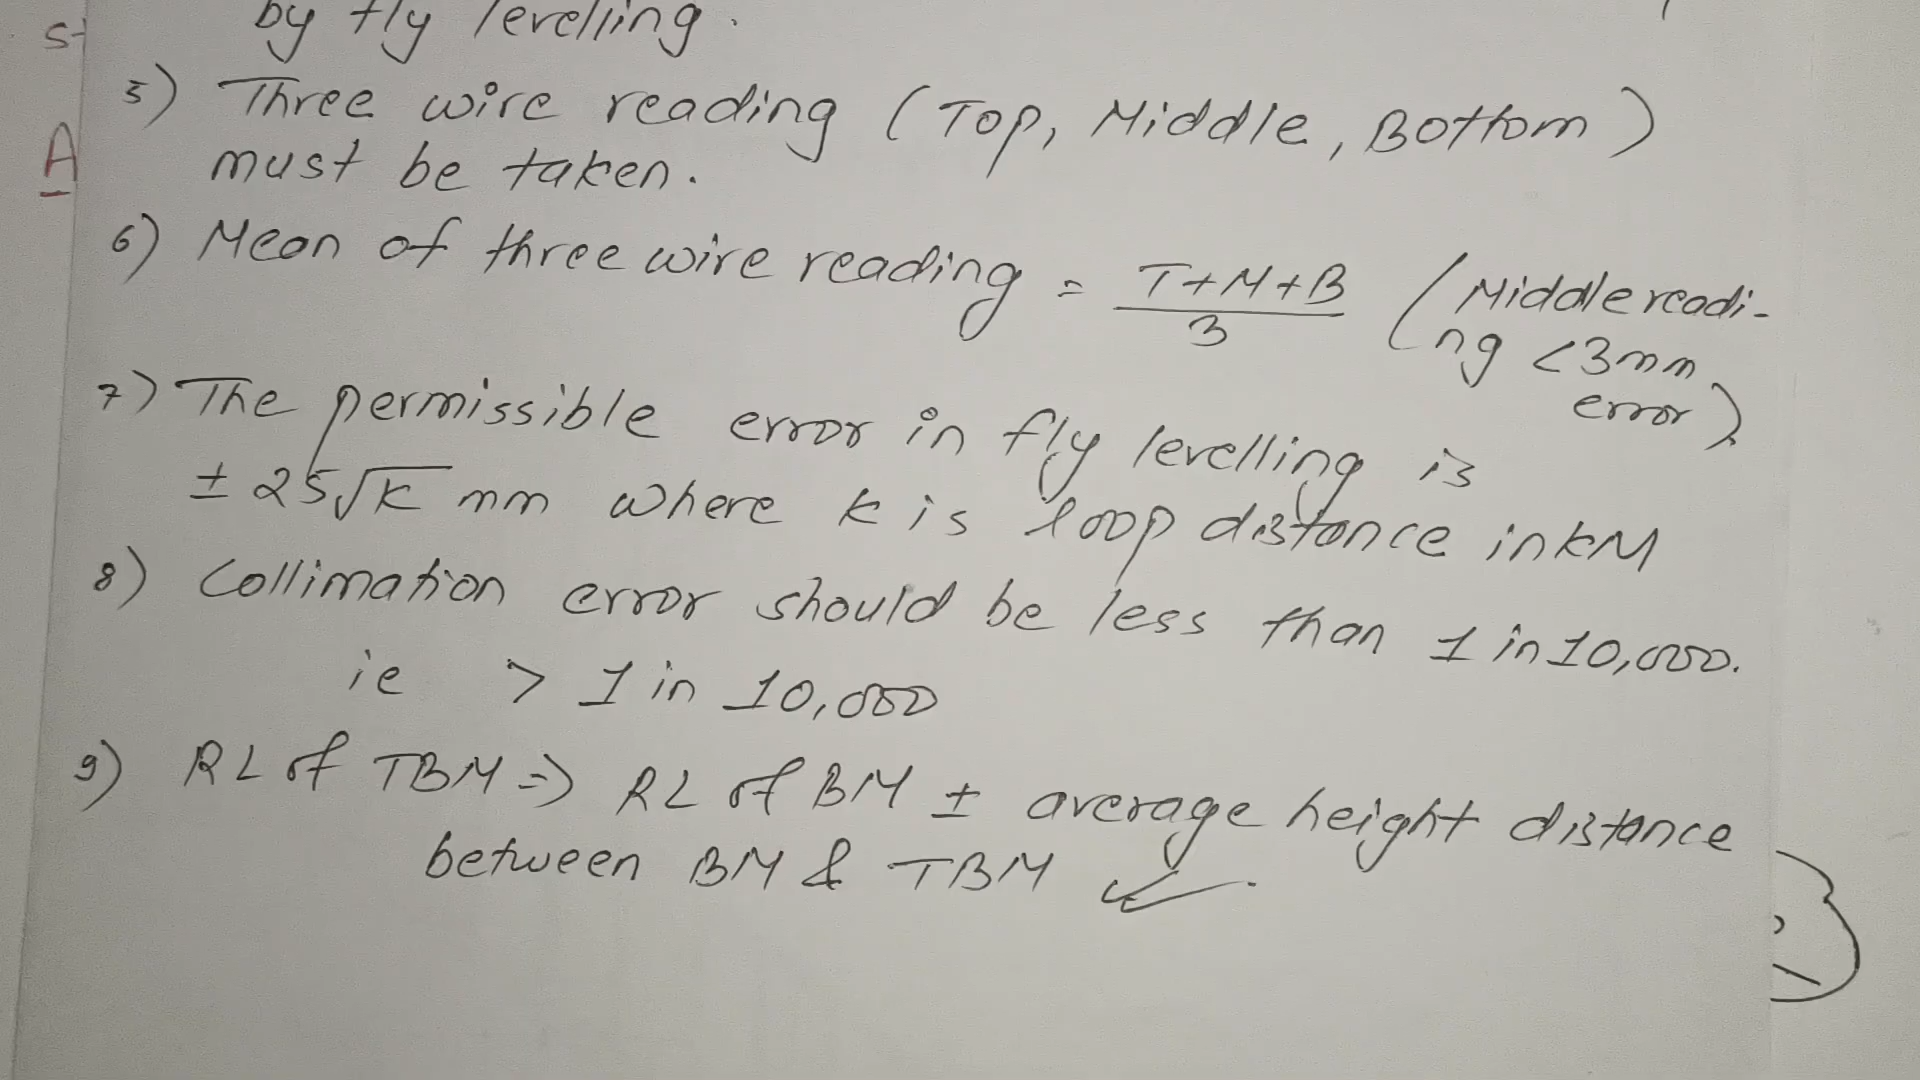 by fly levelling.
St
5) Three wire reading (Top, Middle, Bottom)
must be taken.
A
6) Mean of three wire reading = T+M+B / 3 (Middle readi-
ng <3mm
error)
7) The permissible error in fly levelling is
± 25√K mm where k is loop distance in kM
8) Collimation error should be less than 1 in 10,000.
ie > 1 in 10,000
9) RL of TBM => RL of BM ± average height distance
between BM & TBM